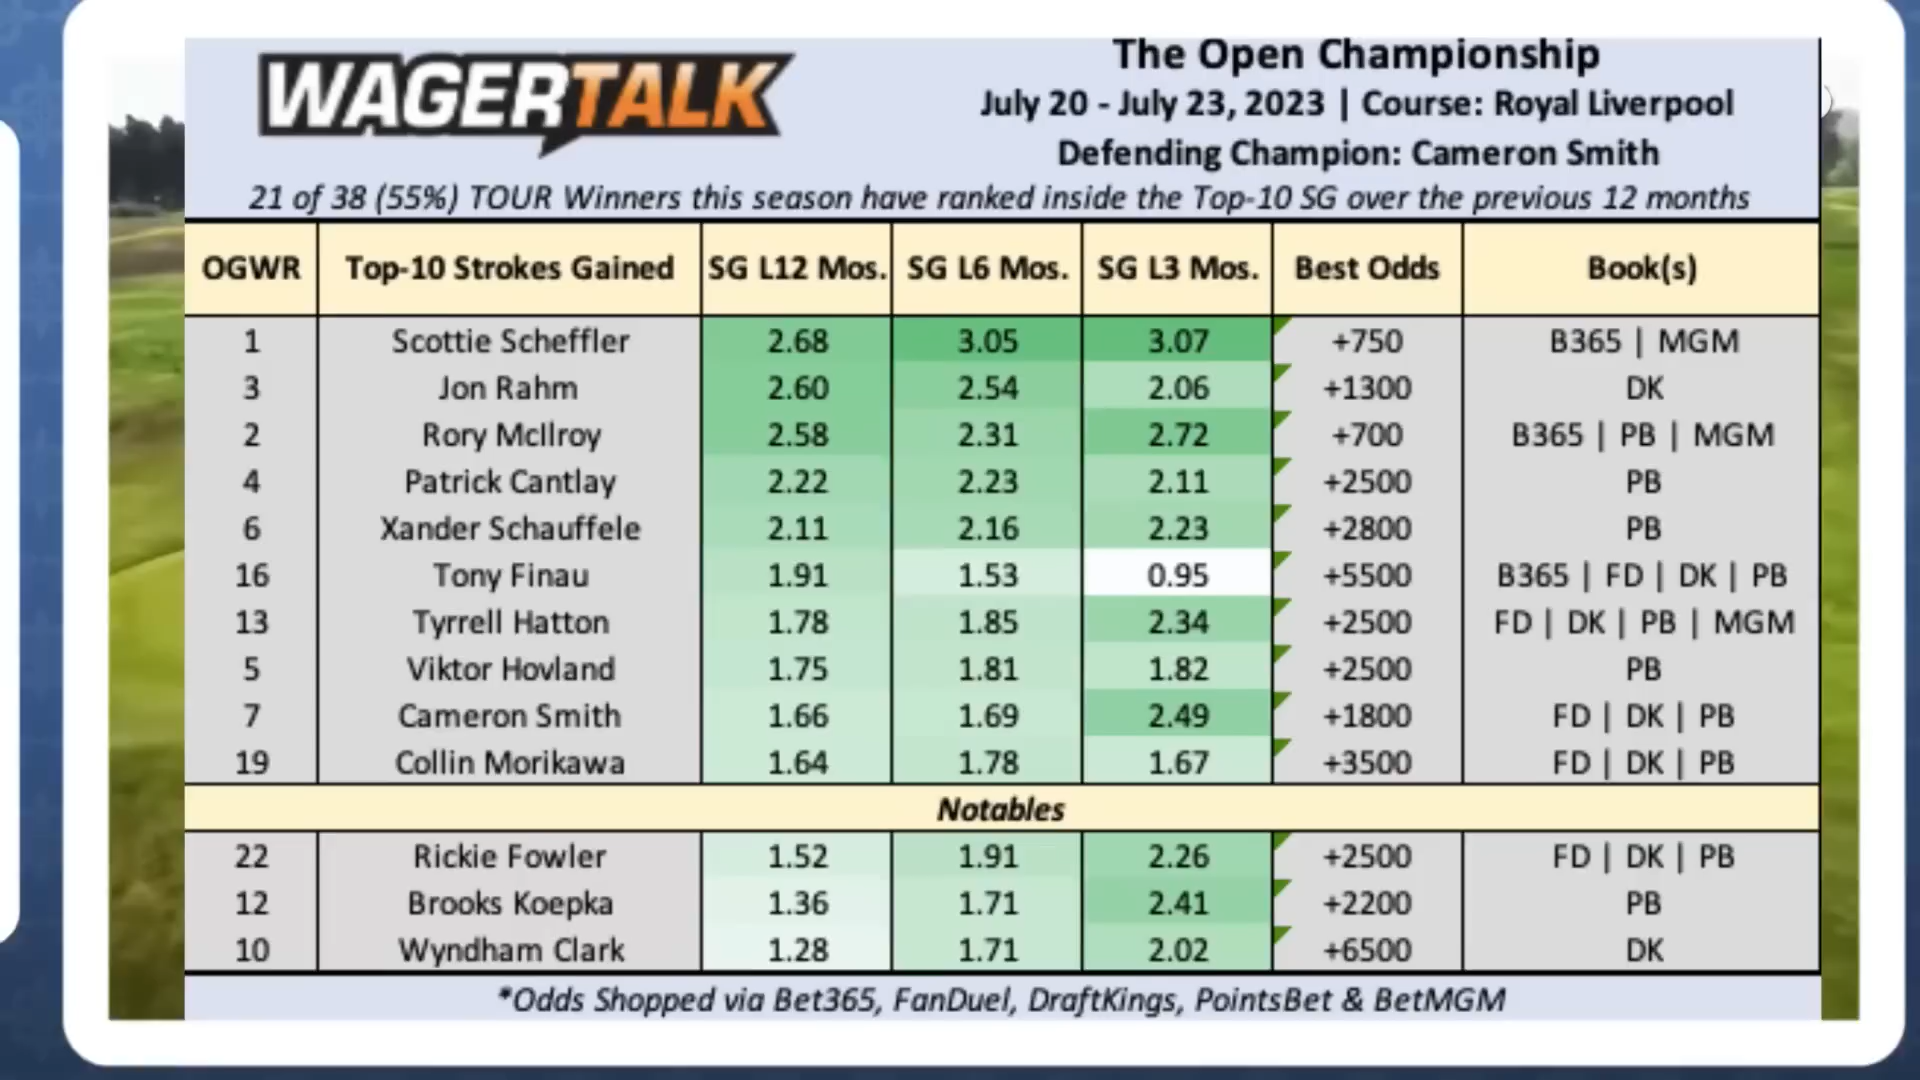 WAGERTALK
The Open Championship
July 20 - July 23, 2023 | Course: Royal Liverpool
Defending Champion: Cameron Smith
21 of 38 (55%) TOUR Winners this season have ranked inside the Top-10 SG over the previous 12 months
OGWR Top-10 Strokes Gained SG L12 Mos. SG L6 Mos. SG L3 Mos. Best Odds Book(s)
1 Scottie Scheffler 2.68 3.05 3.07 +750 B365 | MGM
3 Jon Rahm 2.60 2.54 2.06 +1300 DK
2 Rory McIlroy 2.58 2.31 2.72 +700 B365 | PB | MGM
4 Patrick Cantlay 2.22 2.23 2.11 +2500 PB
6 Xander Schauffele 2.11 2.16 2.23 +2800 PB
16 Tony Finau 1.91 1.53 0.95 +5500 B365 | FD | DK | PB
13 Tyrrell Hatton 1.78 1.85 2.34 +2500 FD | DK | PB | MGM
5 Viktor Hovland 1.75 1.81 1.82 +2500 PB
7 Cameron Smith 1.66 1.69 2.49 +1800 FD | DK | PB
19 Collin Morikawa 1.64 1.78 1.67 +3500 FD | DK | PB
Notables
22 Rickie Fowler 1.52 1.91 2.26 +2500 FD | DK | PB
12 Brooks Koepka 1.36 1.71 2.41 +2200 PB
10 Wyndham Clark 1.28 1.71 2.02 +6500 DK
*Odds Shopped via Bet365, FanDuel, DraftKings, PointsBet & BetMGM